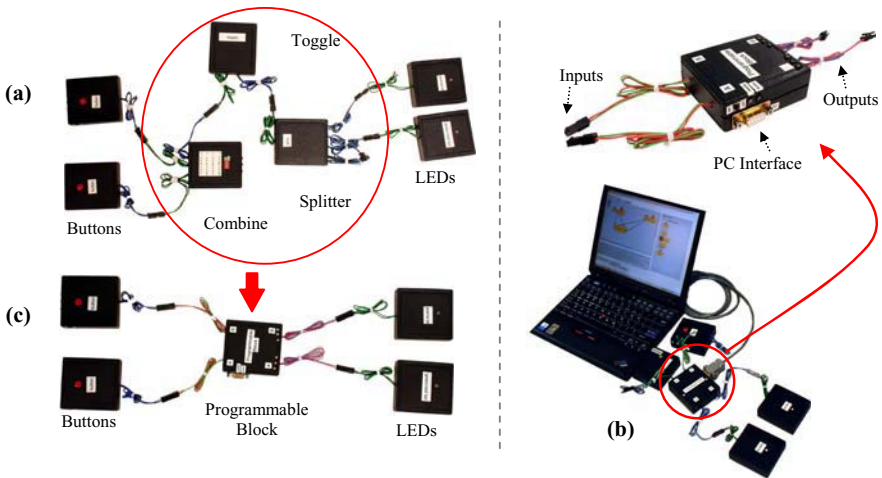 (a)
Toggle
Buttons
Combine
Splitter
LEDs
(c)
Buttons
Programmable
Block
LEDs
Inputs
Outputs
PC Interface
(b)